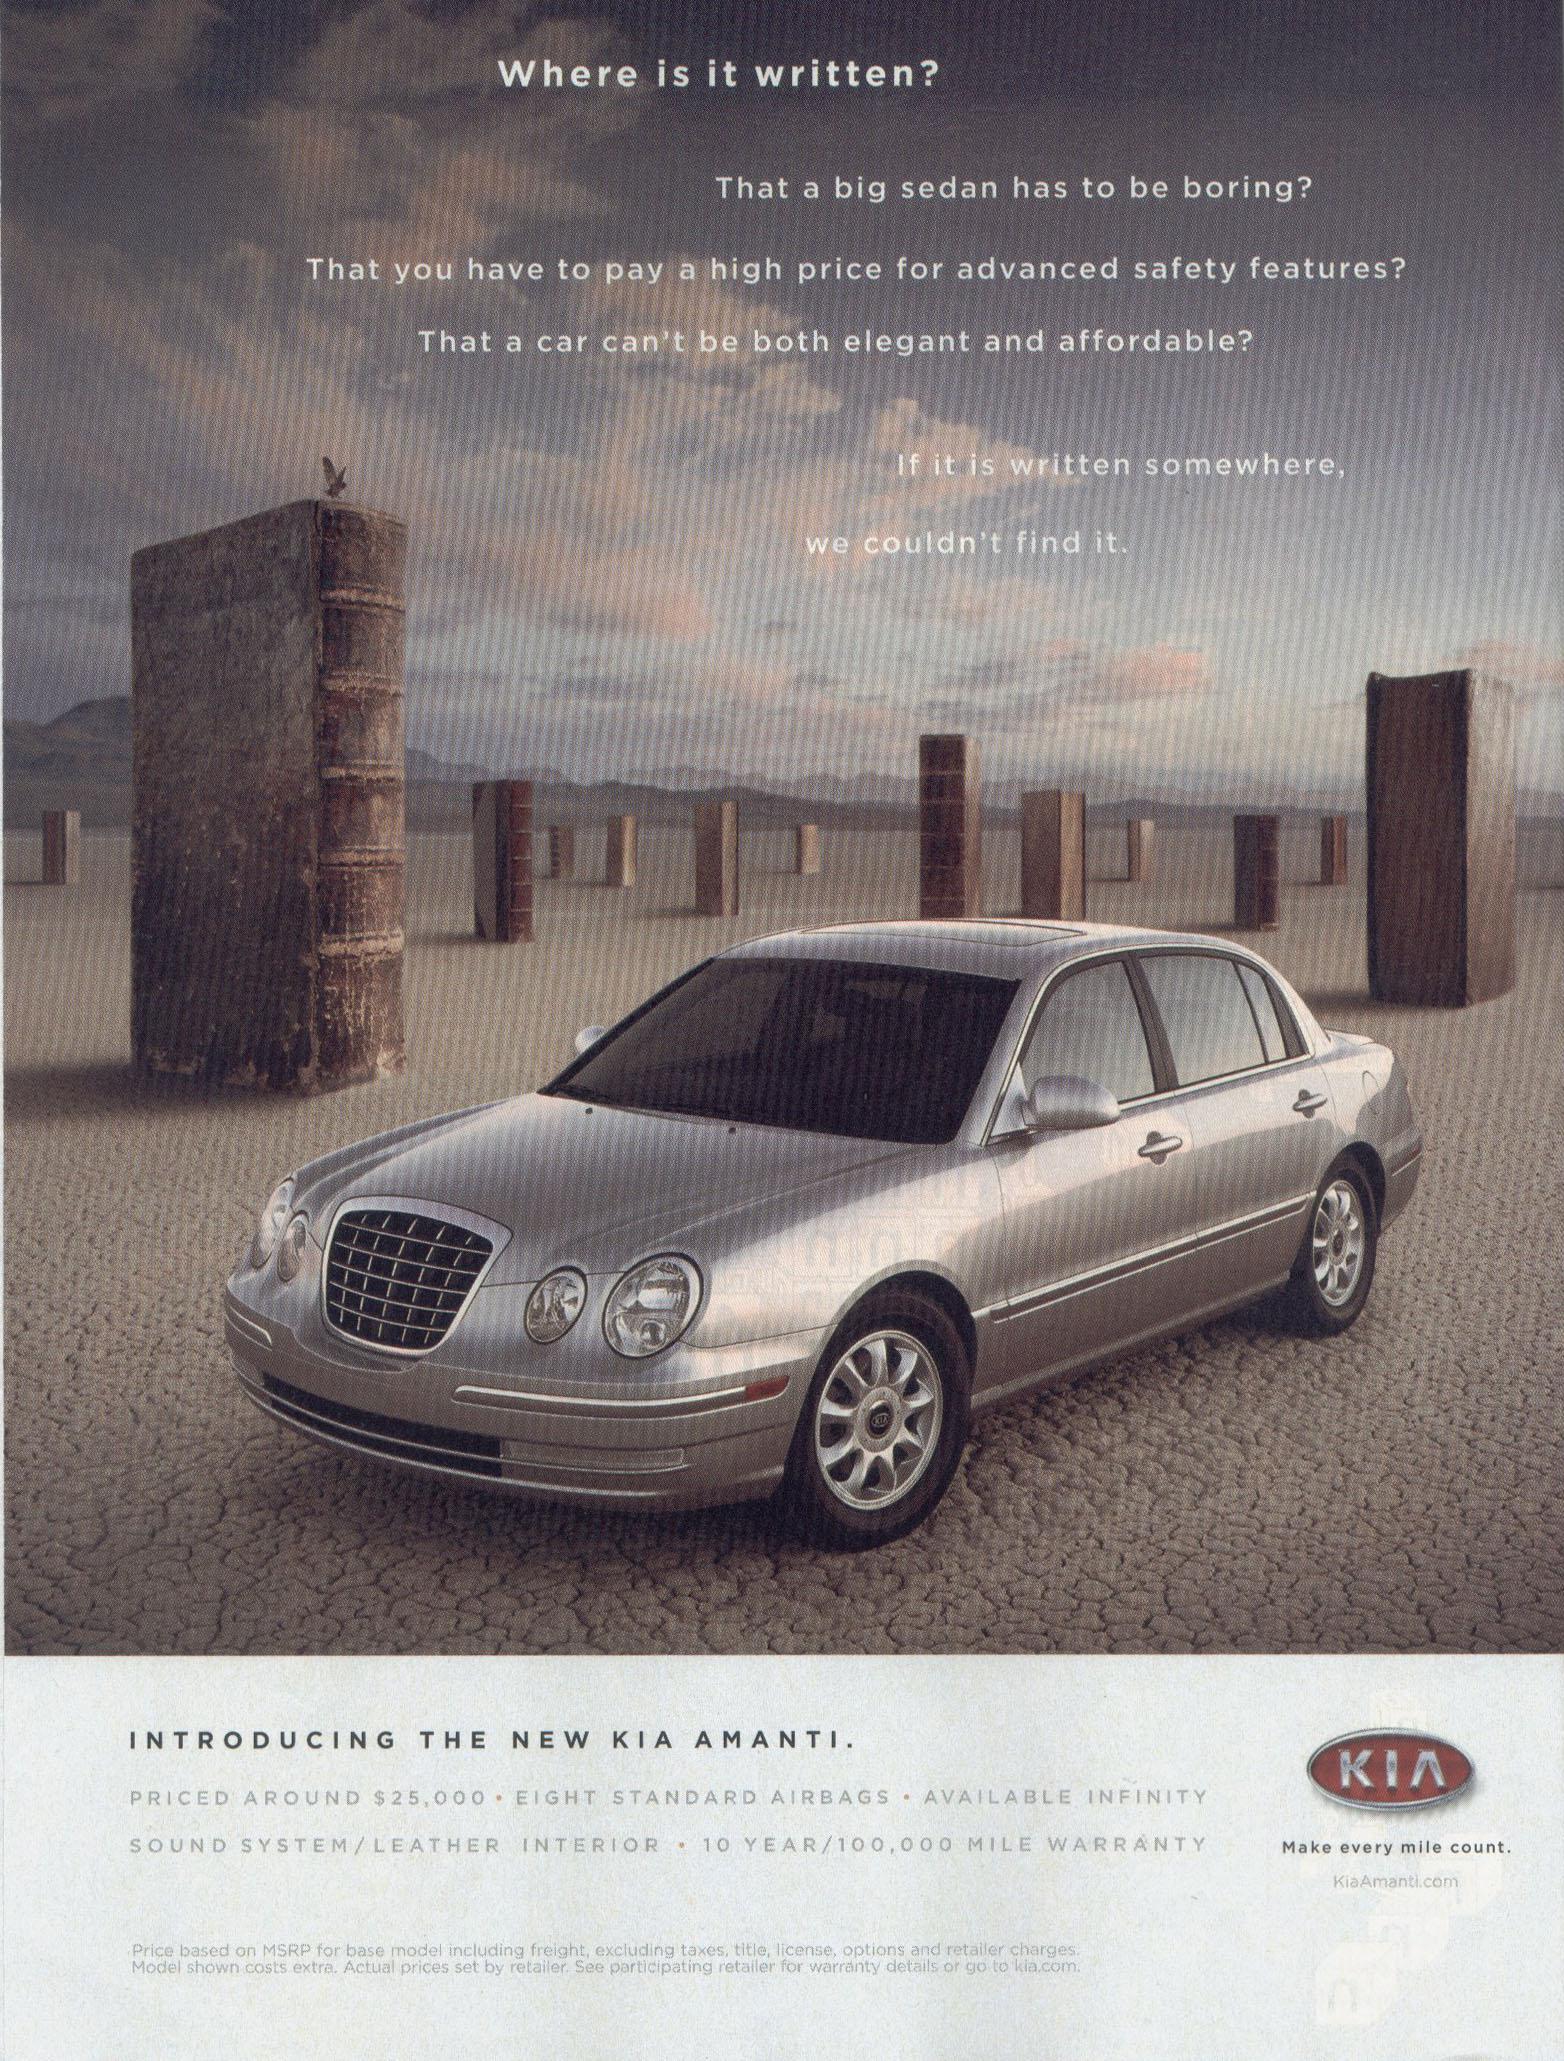 Where is it written?
That a big sedan has to be boring?
That you have to pay a high price for advanced safety features?
That a car can't be both elegant and affordable?
If it is written somewhere,
we couldn't find it.
KIA
INTRODUCING THE NEW KIA AMANTI.
PRICED AROUND $25,000 • EIGHT STANDARD AIRBAGS • AVAILABLE INFINITY
SOUND SYSTEM/LEATHER INTERIOR • 10 YEAR/100,000 MILE WARRANTY
KIA
Make every mile count.
KiaAmanti.com
Price based on MSRP for base model including freight, excluding taxes, title, license, options and retailer charges.
Model shown costs extra. Actual prices set by retailer. See participating retailer for warranty details or go to kia.com.